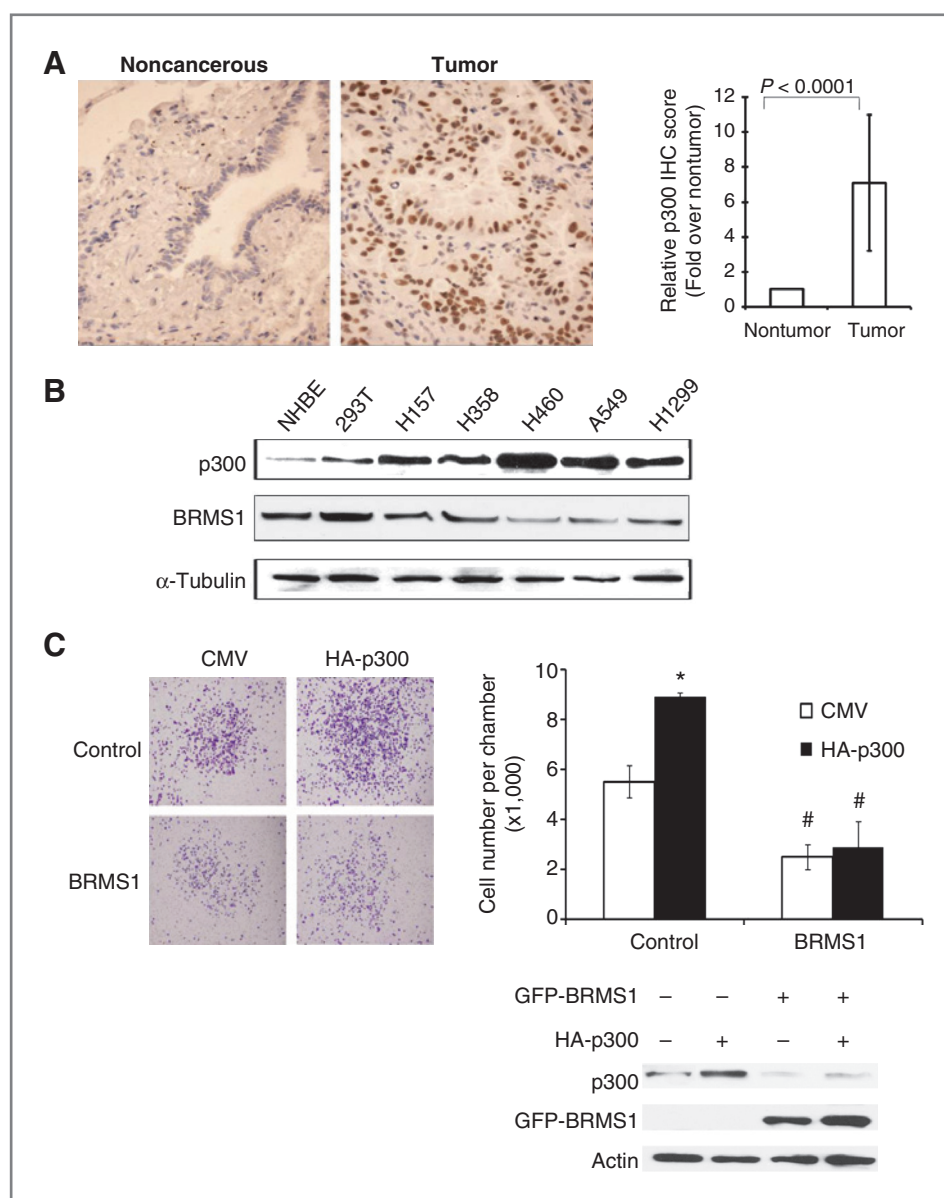 A
Noncancerous
Tumor
Relative p300 IHC score
(Fold over nontumor)
P < 0.0001
12
10
8
6
4
2
0
Nontumor
Tumor
B
NHBE
293T
H157
H358
H460
A549
H1299
p300
BRMS1
α-Tubulin
C
CMV
HA-p300
Control
BRMS1
Cell number per chamber
(x1,000)
10
8
6
4
2
0
*
CMV
HA-p300
# #
Control
BRMS1
GFP-BRMS1 – – + +
HA-p300 – + – +
p300
GFP-BRMS1
Actin